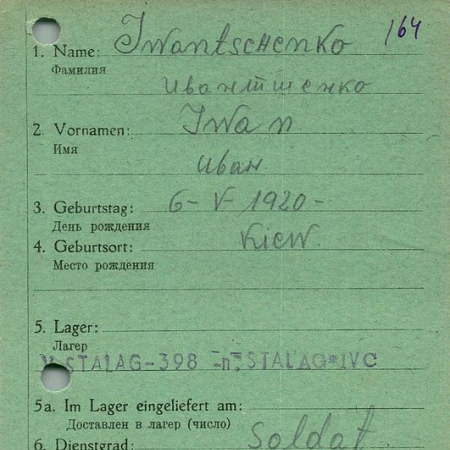 164
1. Name: Iwantschenko
Фамилия
Ивантшенко
2. Vornamen: Iwan
Имя
Иван
3. Geburtstag: 6-V-1920-
День рождения
4. Geburtsort: Kiew.
Место рождения
5. Lager:
Лагерь
V STALAG-398 -n= STALAG*IVC
5a. Im Lager eingeliefert am:
Доставлен в лагерь (число)
6. Dienstgrad: Soldat.